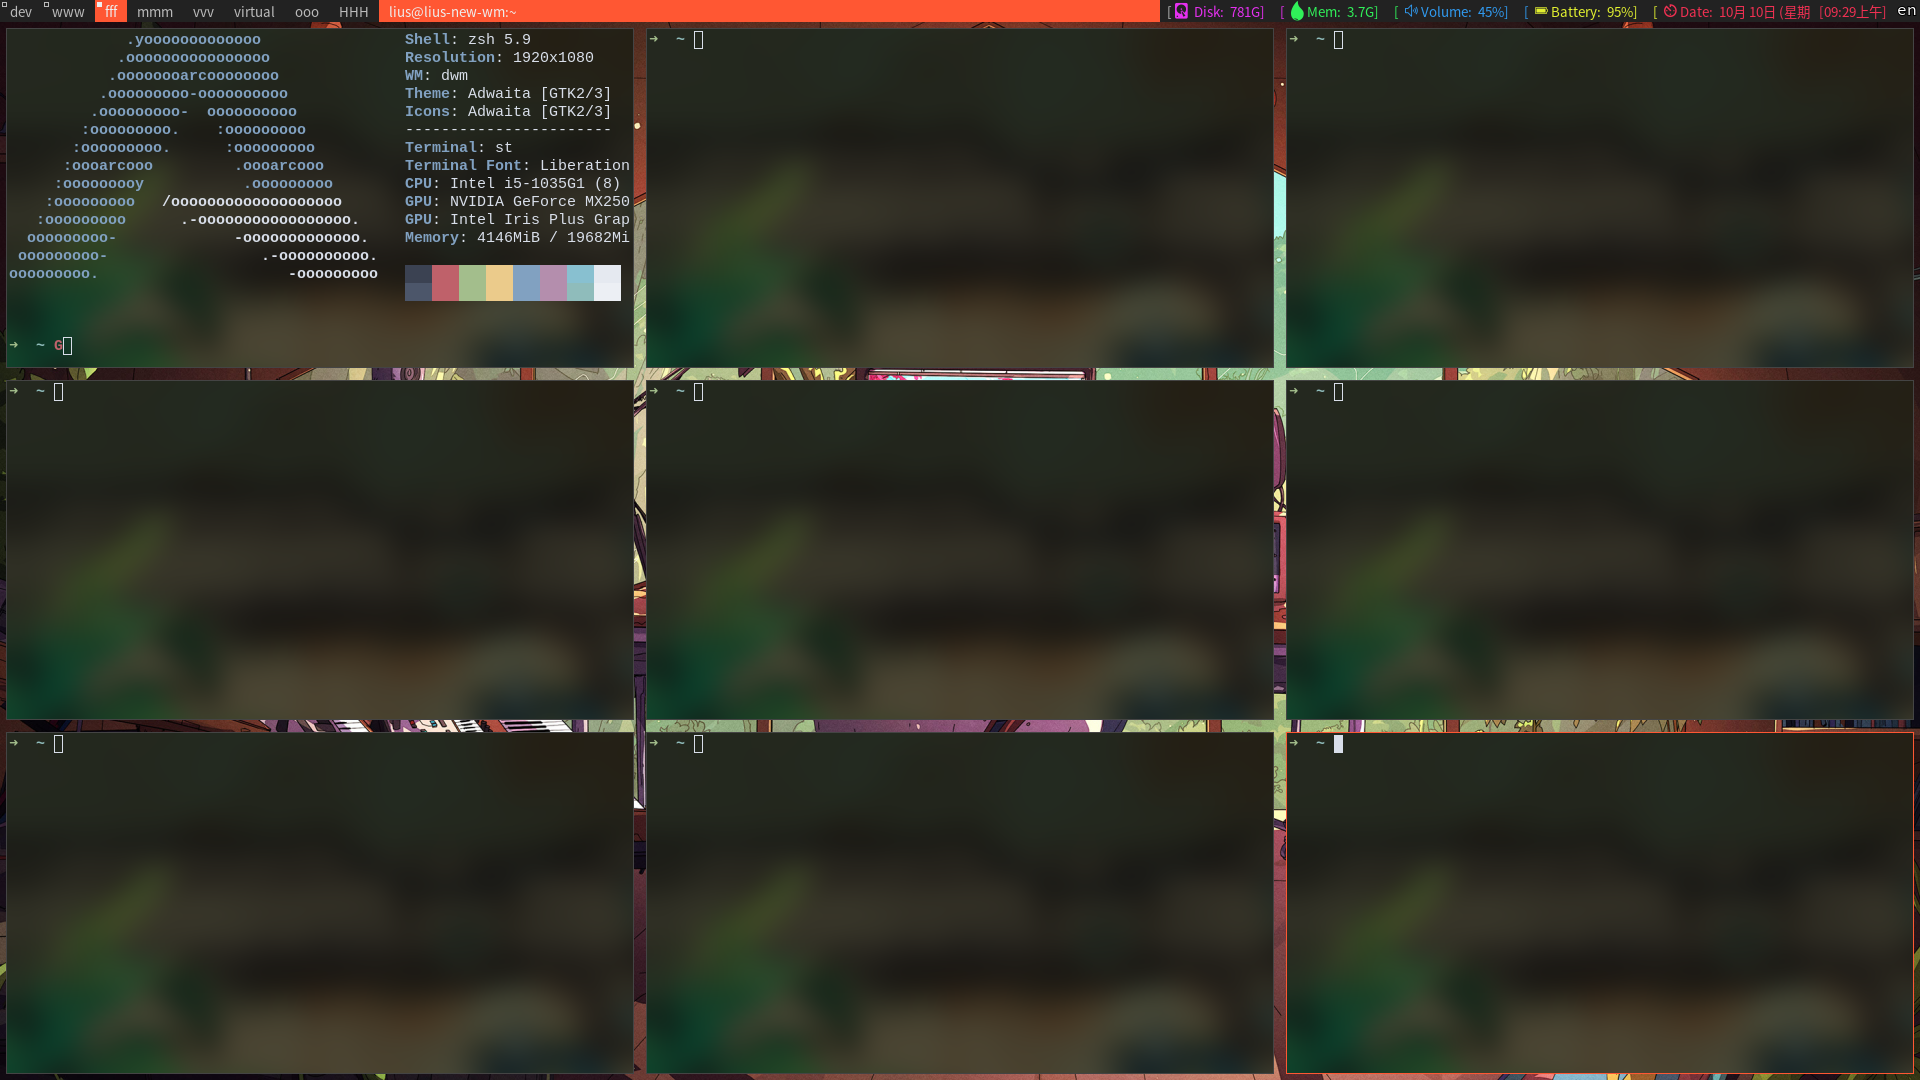 dev www fff mmm vvv virtual ooo HHH lius@lius-new-wm:~ [ Disk: 781G] [ Mem: 3.7G] [ Volume: 45%] [ Battery: 95%] [ Date: 10月 10日 (星期 [09:29上午] en
.yooooooooooooo Shell: zsh 5.9
.oooooooooooooooo Resolution: 1920x1080
.oooooooarcoooooooo WM: dwm
.ooooooooo-oooooooooo Theme: Adwaita [GTK2/3]
.ooooooooo- oooooooooo Icons: Adwaita [GTK2/3]
:ooooooooo. :ooooooooo -----------------------
:ooooooooo. :ooooooooo Terminal: st
:oooarcooo .oooarcooo Terminal Font: Liberation
:ooooooooy .ooooooooo CPU: Intel i5-1035G1 (8)
:ooooooooo /ooooooooooooooooooo GPU: NVIDIA GeForce MX250
:ooooooooo .-ooooooooooooooooo. GPU: Intel Iris Plus Grap
ooooooooo- -ooooooooooooo. Memory: 4146MiB / 19682Mi
ooooooooo- .-oooooooooo.
ooooooooo. -ooooooooo
➜ ~ G
➜ ~
➜ ~
➜ ~
➜ ~
➜ ~
➜ ~
➜ ~
➜ ~